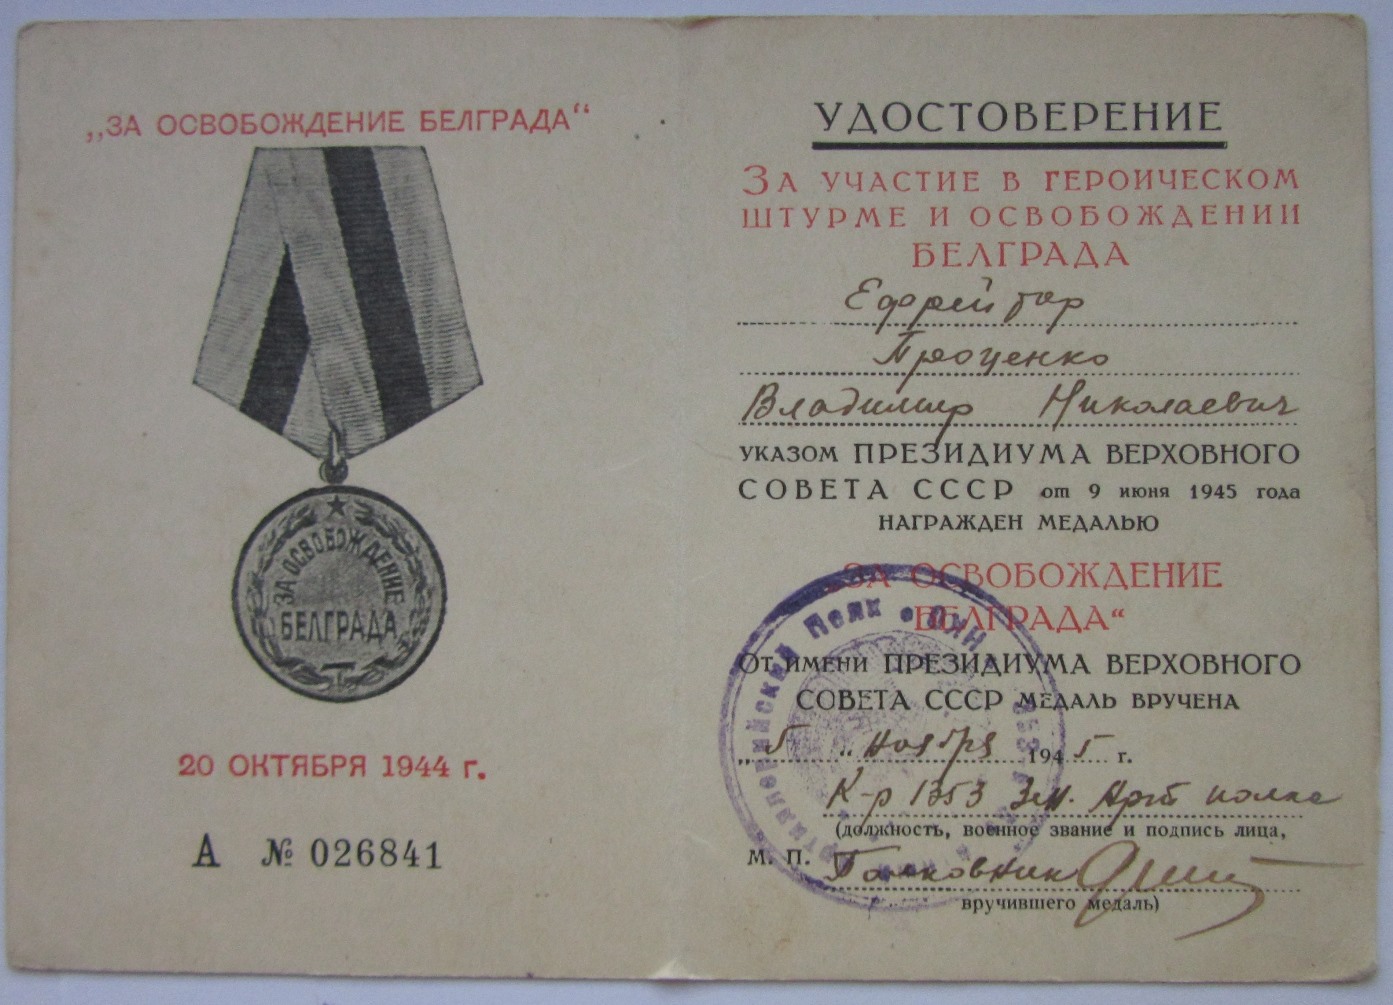 „ЗА ОСВОБОЖДЕНИЕ БЕЛГРАДА“
ЗА ОСВОБОЖДЕНИЕ
БЕЛГРАДА
20 ОКТЯБРЯ 1944 г.
А № 026841
УДОСТОВЕРЕНИЕ
ЗА УЧАСТИЕ В ГЕРОИЧЕСКОМ
ШТУРМЕ И ОСВОБОЖДЕНИИ
БЕЛГРАДА
Ефрейтор
Проценко
Владимир Николаевич
УКАЗОМ ПРЕЗИДИУМА ВЕРХОВНОГО
СОВЕТА СССР от 9 июня 1945 года
НАГРАЖДЕН МЕДАЛЬЮ
„ЗА ОСВОБОЖДЕНИЕ
БЕЛГРАДА“
ОТ ИМЕНИ ПРЕЗИДИУМА ВЕРХОВНОГО
СОВЕТА СССР МЕДАЛЬ ВРУЧЕНА
„5“ ноября 1945 г.
К-р 1353 Зен. Арт полка
(должность, военное звание и подпись лица,
М. П. Полковник
вручившего медаль)